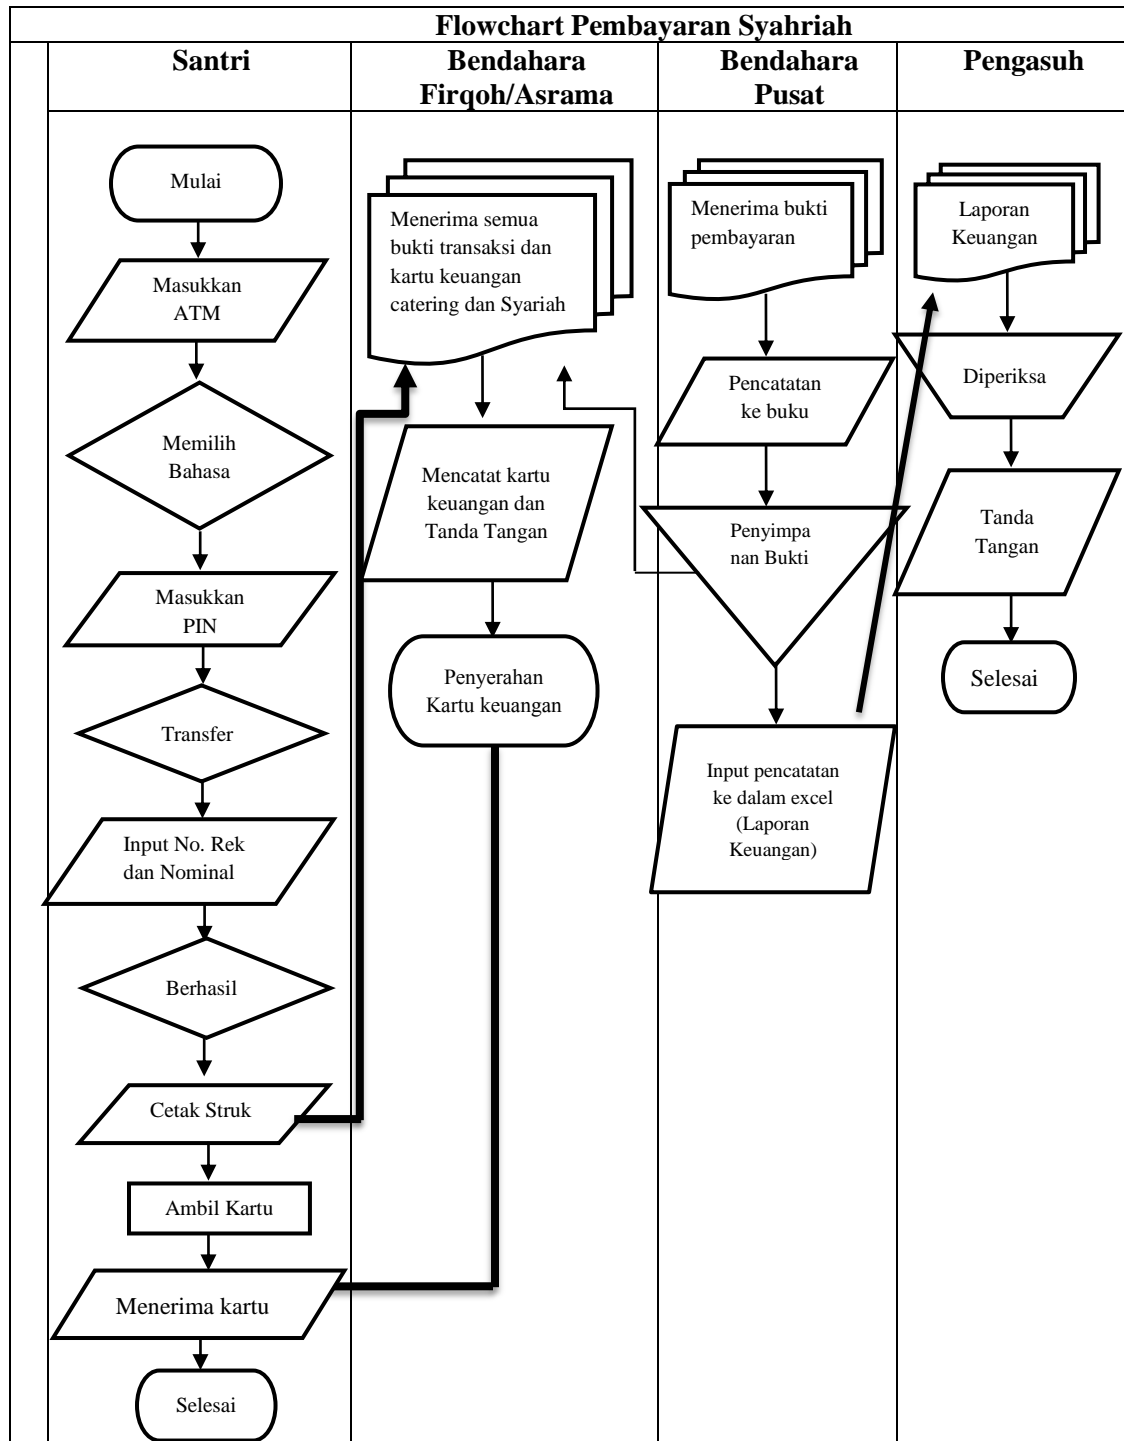 Flowchart Pembayaran Syahriah
Santri
Bendahara
Firqoh/Asrama
Bendahara
Pusat
Pengasuh
Mulai
Masukkan
ATM
Memilih
Bahasa
Masukkan
PIN
Transfer
Input No. Rek
dan Nominal
Berhasil
Cetak Struk
Ambil Kartu
Menerima kartu
Selesai
Menerima semua
bukti transaksi dan
kartu keuangan
catering dan Syariah
Mencatat kartu
keuangan dan
Tanda Tangan
Penyerahan
Kartu keuangan
Menerima bukti
pembayaran
Pencatatan
ke buku
Penyimpa
nan Bukti
Input pencatatan
ke dalam excel
(Laporan
Keuangan)
Laporan
Keuangan
Diperiksa
Tanda
Tangan
Selesai